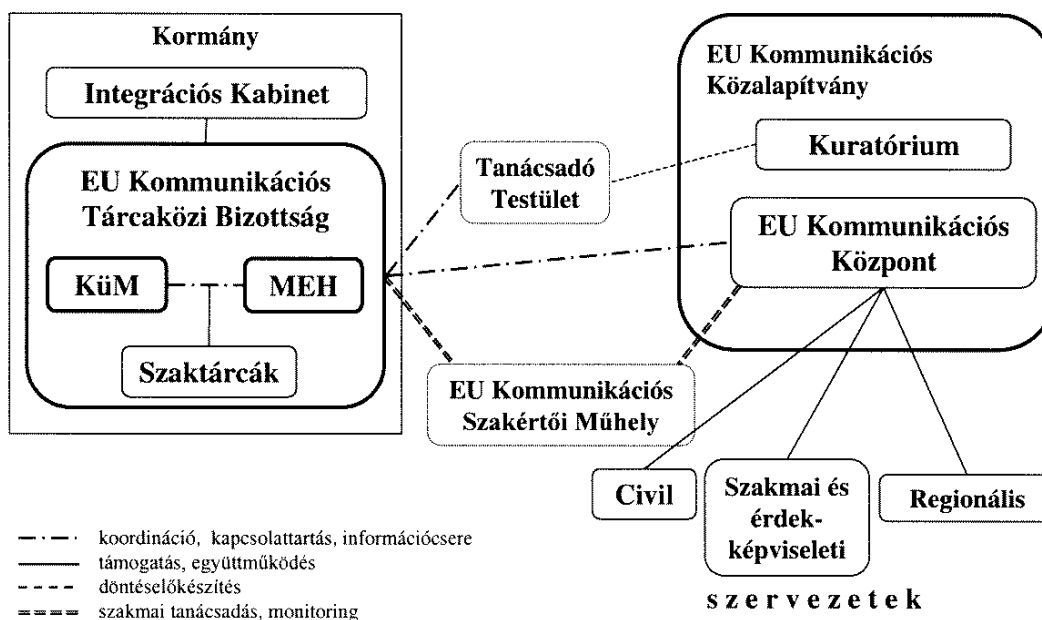 Kormány
Integrációs Kabinet
EU Kommunikációs
Tárcaközi Bizottság
KüM
MEH
Szaktárcák
Tanácsadó
Testület
EU Kommunikációs
Szakértői Műhely
EU Kommunikációs
Közalapítvány
Kuratórium
EU Kommunikációs
Központ
Civil
Szakmai és
érdek-
képviseleti
Regionális
szervezetek
koordináció, kapcsolattartás, információcsere
támogatás, együttműködés
döntéselőkészítés
szakmai tanácsadás, monitoring